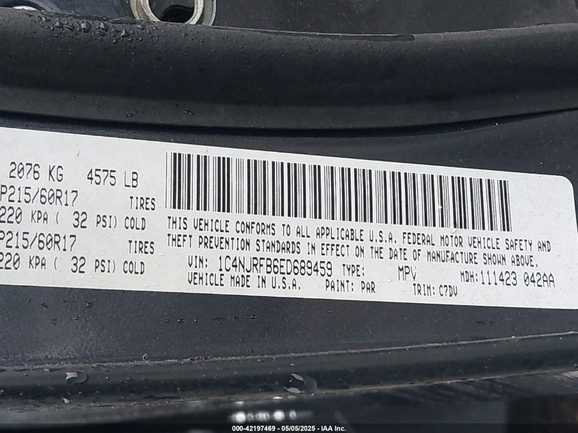 2076 KG 4575 LB
P215/60R17 TIRES
220 KPA ( 32 PSI) COLD
P215/60R17 TIRES
220 KPA ( 32 PSI) COLD
THIS VEHICLE CONFORMS TO ALL APPLICABLE U.S.A. FEDERAL MOTOR VEHICLE SAFETY AND
THEFT PREVENTION STANDARDS IN EFFECT ON THE DATE OF MANUFACTURE SHOWN ABOVE.
VIN: 1C4NJRFB6ED689459 TYPE: MPV MDH: 111423 042AA
VEHICLE MADE IN U.S.A. PAINT: PAR TRIM: C7DV
000-42197469 - 05/05/2025 - IAA Inc.